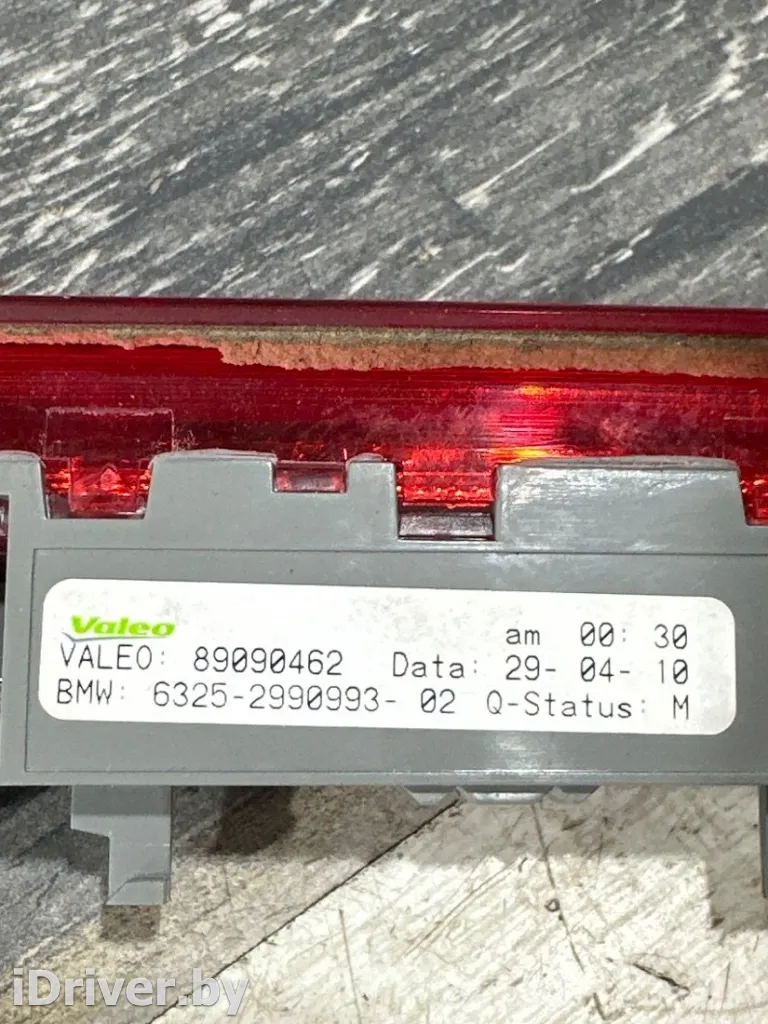 Valeo
am 00: 30
VALEO: 89090462 Data: 29- 04- 10
BMW: 6325-2990993- 02 Q-Status: M
iDriver.by